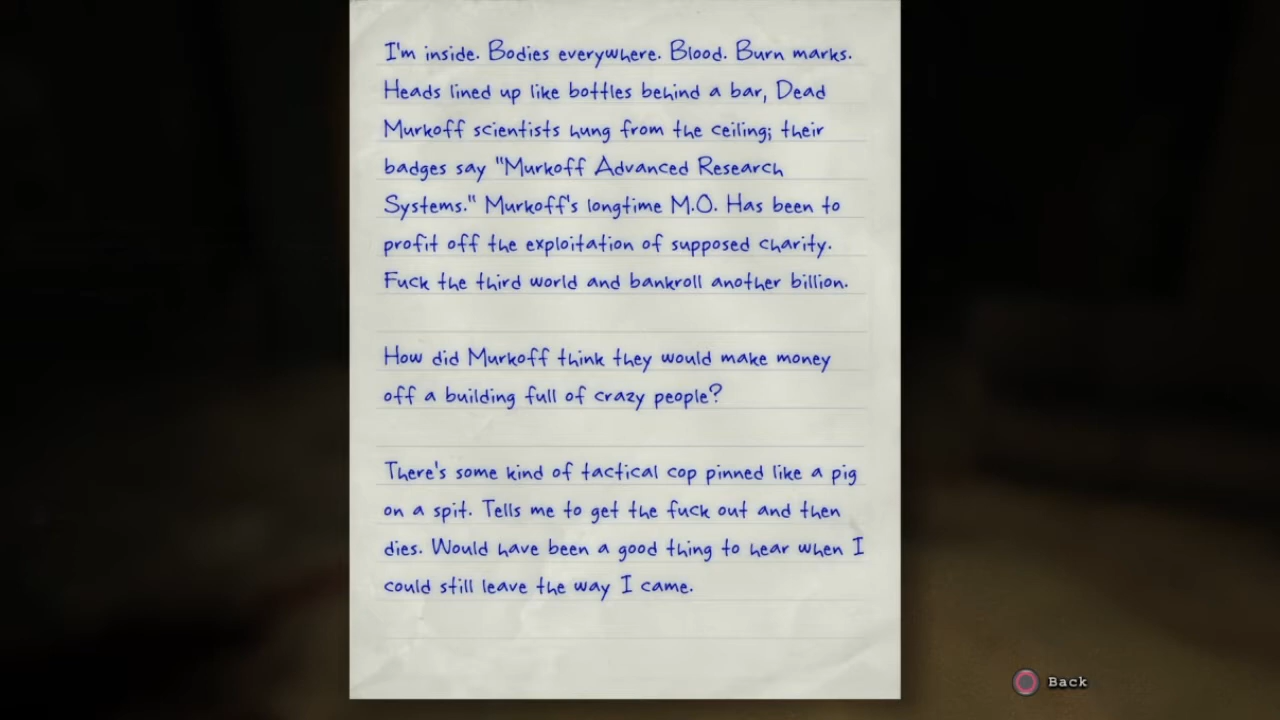 I'm inside. Bodies everywhere. Blood. Burn marks.
Heads lined up like bottles behind a bar, Dead
Murkoff scientists hung from the ceiling; their
badges say "Murkoff Advanced Research
Systems." Murkoff's longtime M.O. Has been to
profit off the exploitation of supposed charity.
Fuck the third world and bankroll another billion.
How did Murkoff think they would make money
off a building full of crazy people?
There's some kind of tactical cop pinned like a pig
on a spit. Tells me to get the fuck out and then
dies. Would have been a good thing to hear when I
could still leave the way I came.
Back